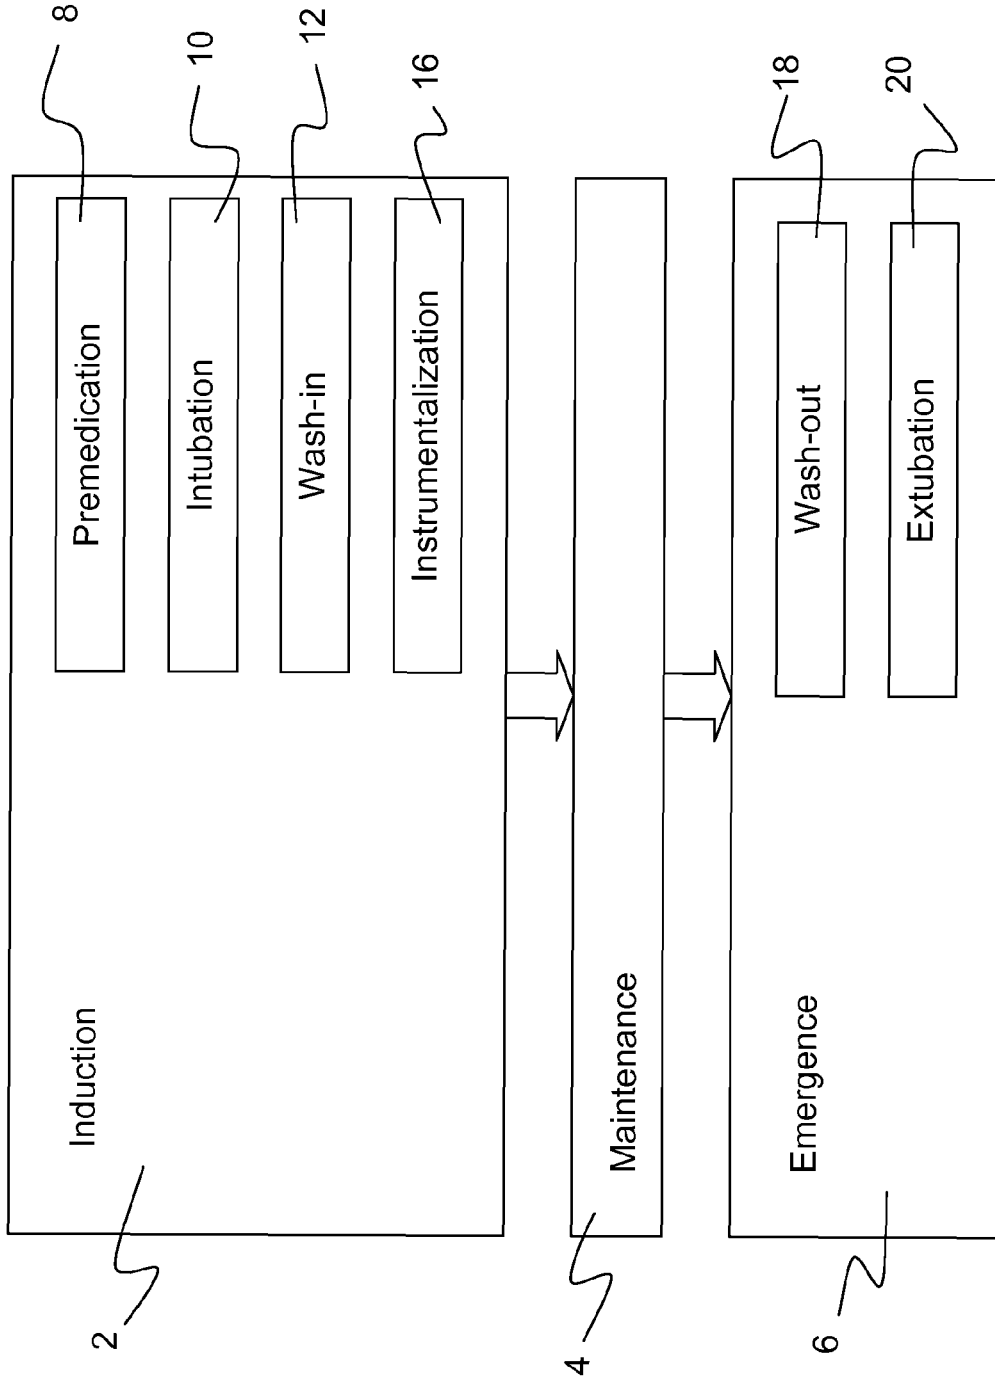 Induction
2
Premedication
8
Intubation
10
Wash-in
12
Instrumentalization
16
Maintenance
4
Emergence
6
Wash-out
18
Extubation
20